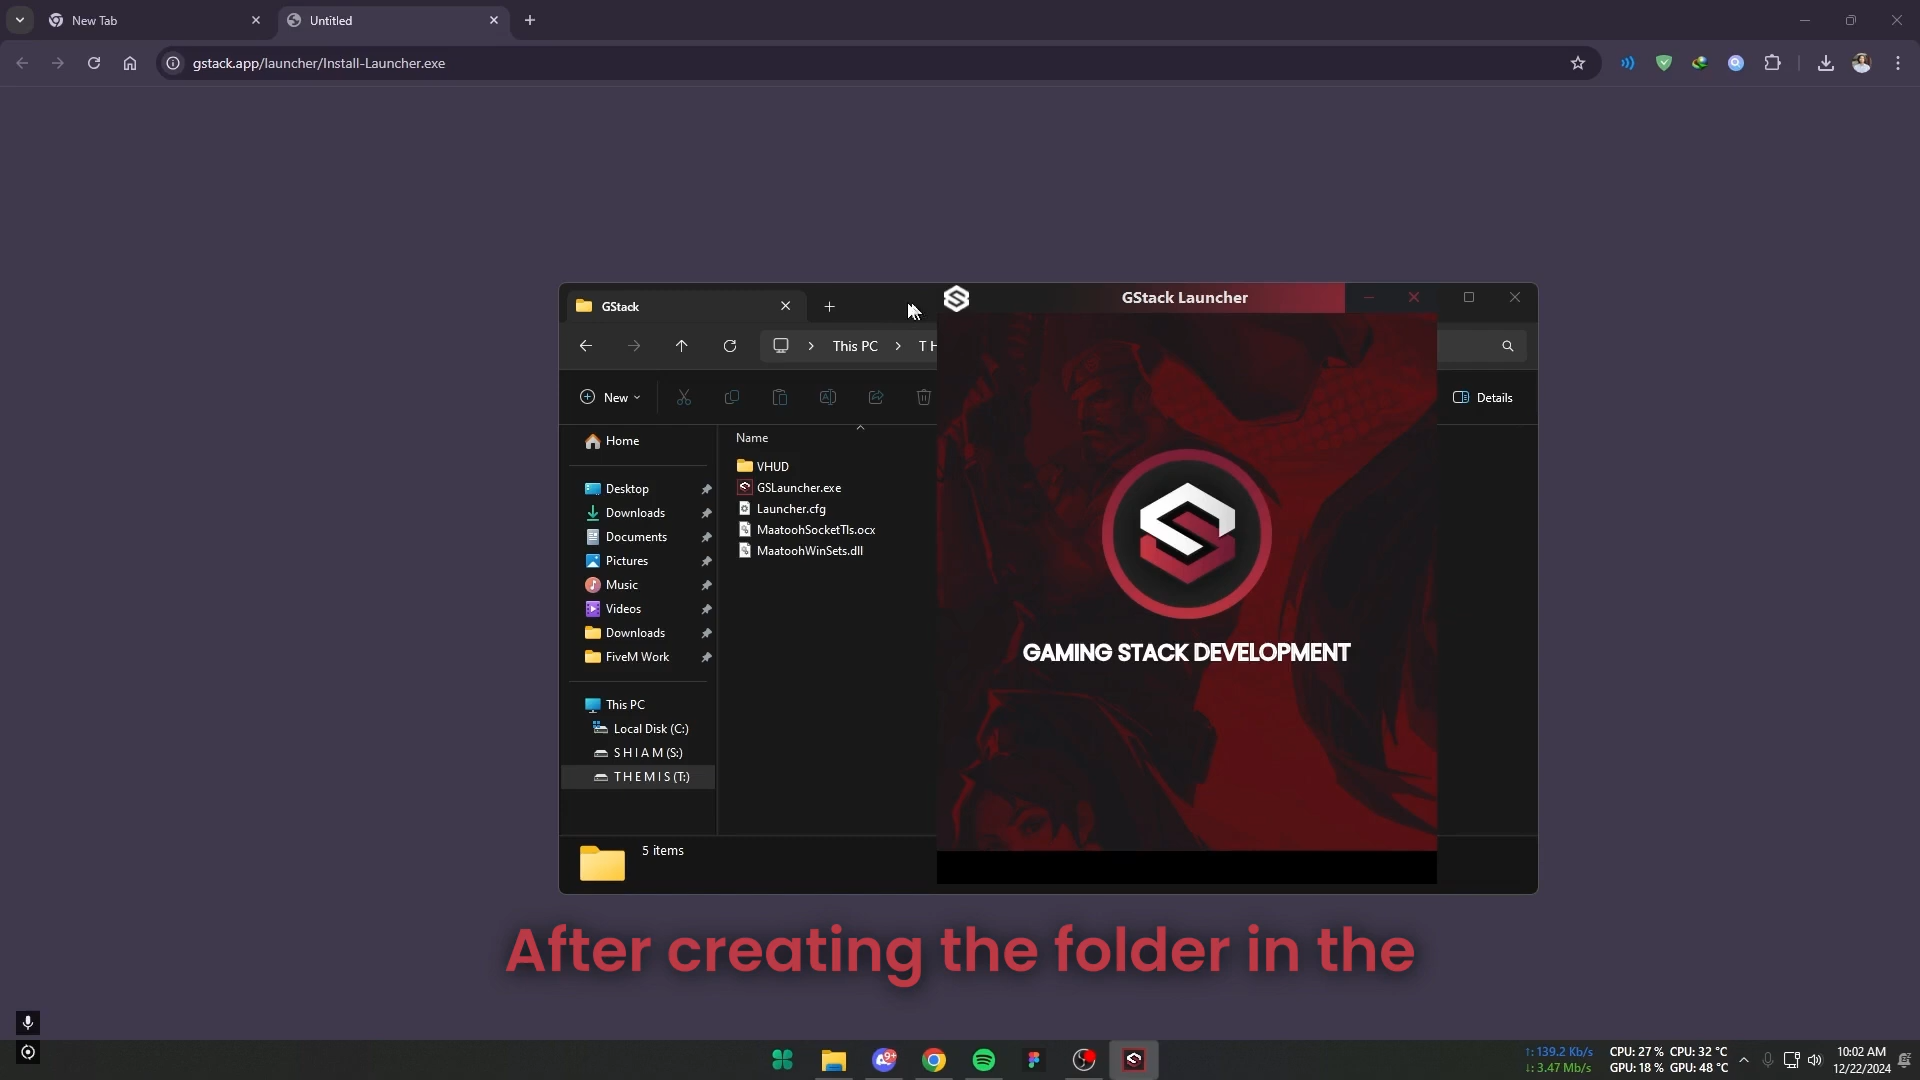 New Tab
Untitled
gstack.app/launcher/Install-Launcher.exe
GStack
GStack Launcher
This PC
T H
New
Details
Home
Name
VHUD
GSLauncher.exe
Launcher.cfg
MaatoohSocketTls.ocx
MaatoohWinSets.dll
Desktop
Downloads
Documents
Pictures
Music
Videos
Downloads
FiveM Work
This PC
Local Disk (C:)
S H I A M (S:)
T H E M I S (T:)
GAMING STACK DEVELOPMENT
5 items
After creating the folder in the
9+
↑: 139.2 Kb/s
↓: 3.47 Mb/s
CPU: 27 % CPU: 32 °C
GPU: 18 % GPU: 48 °C
10:02 AM
12/22/2024